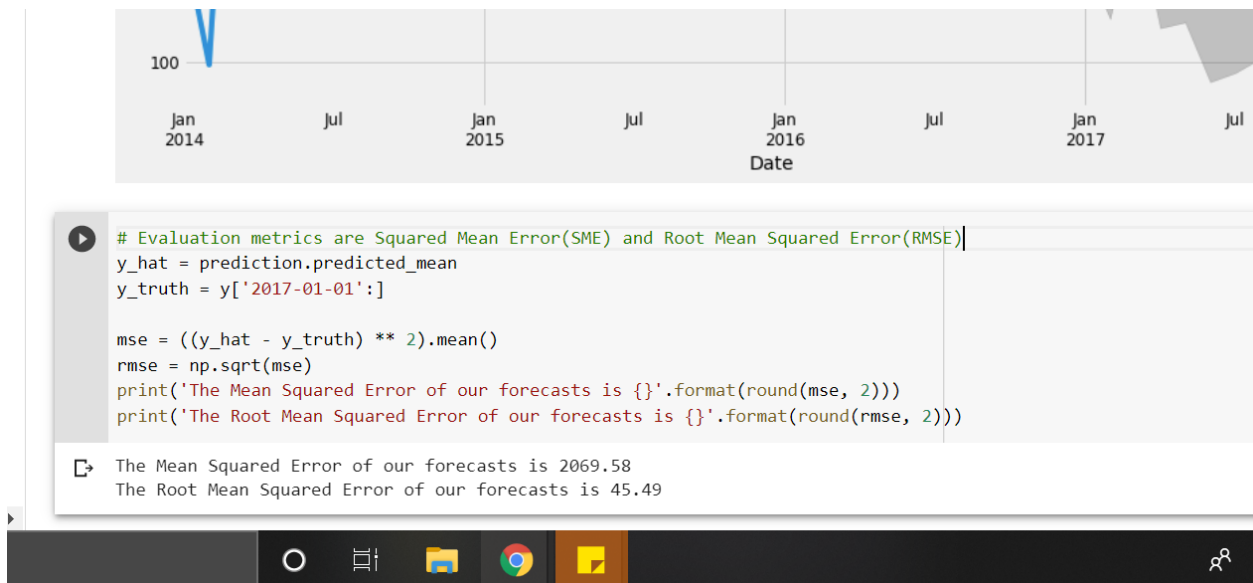 100
Jan Jul Jan Jul Jan Jul Jan Jul
2014 2015 2016 2017
Date
# Evaluation metrics are Squared Mean Error(SME) and Root Mean Squared Error(RMSE)
y_hat = prediction.predicted_mean
y_truth = y['2017-01-01':]
mse = ((y_hat - y_truth) ** 2).mean()
rmse = np.sqrt(mse)
print('The Mean Squared Error of our forecasts is {}'.format(round(mse, 2)))
print('The Root Mean Squared Error of our forecasts is {}'.format(round(rmse, 2)))
The Mean Squared Error of our forecasts is 2069.58
The Root Mean Squared Error of our forecasts is 45.49